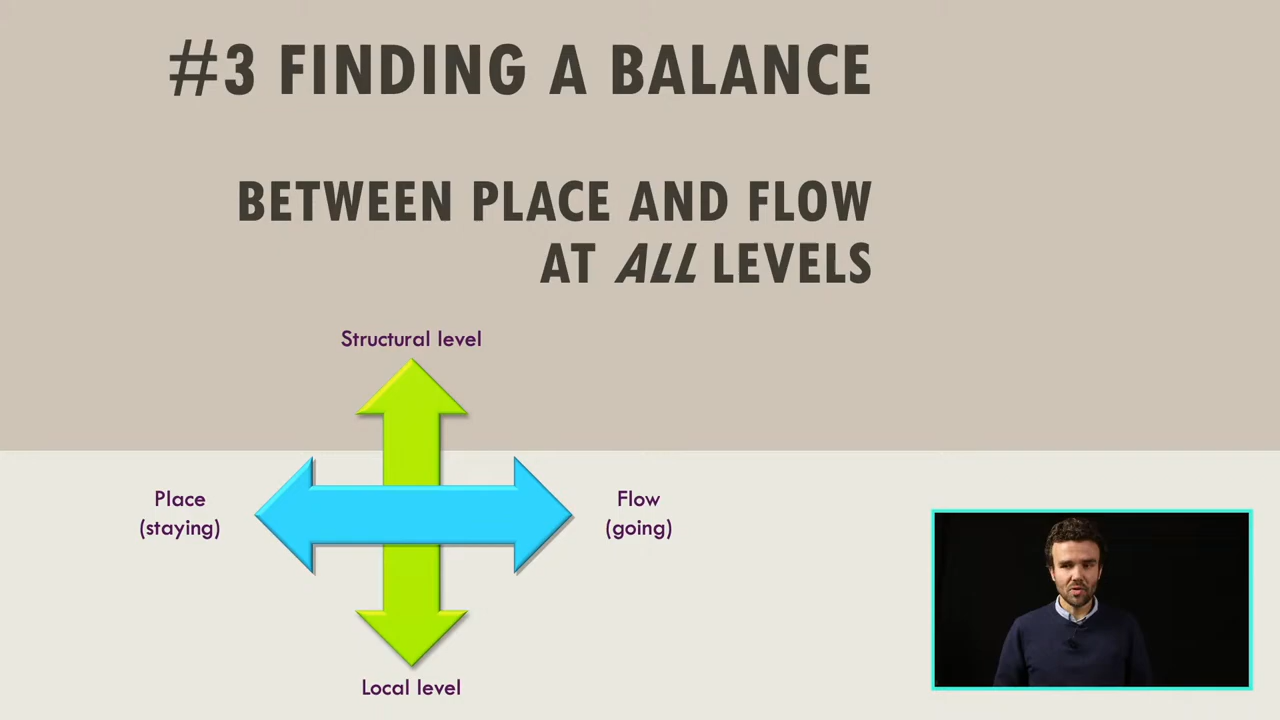 #3 FINDING A BALANCE
BETWEEN PLACE AND FLOW
AT ALL LEVELS
Structural level
Place
(staying)
Flow
(going)
Local level